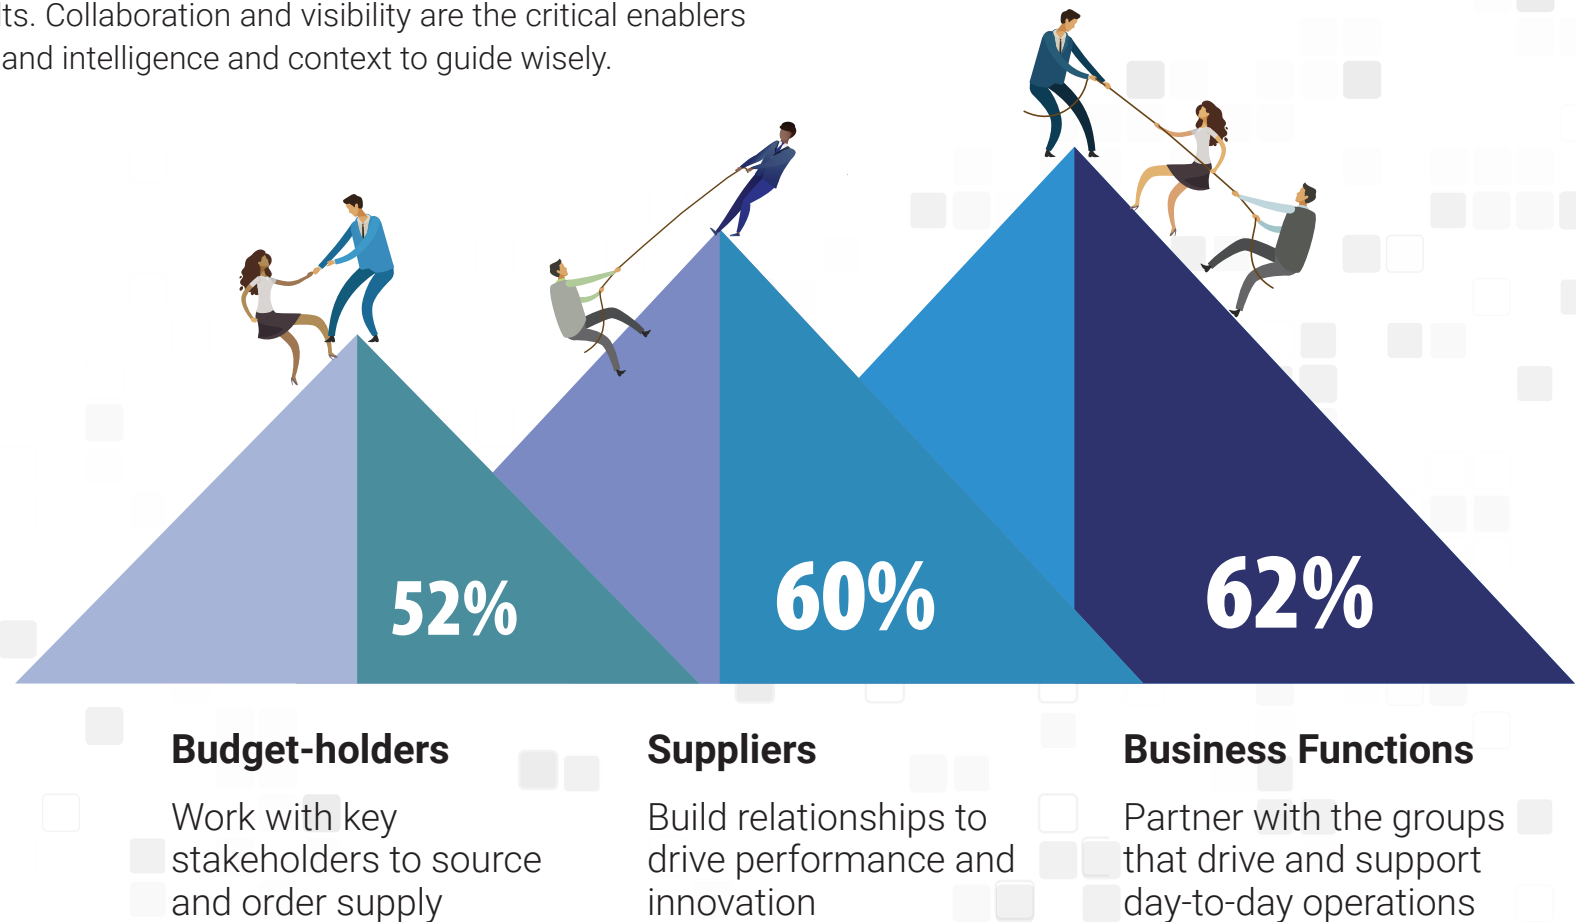 lts. Collaboration and visibility are the critical enablers
and intelligence and context to guide wisely.
52%
60%
62%
Budget-holders
Work with key
stakeholders to source
and order supply
Suppliers
Build relationships to
drive performance and
innovation
Business Functions
Partner with the groups
that drive and support
day-to-day operations